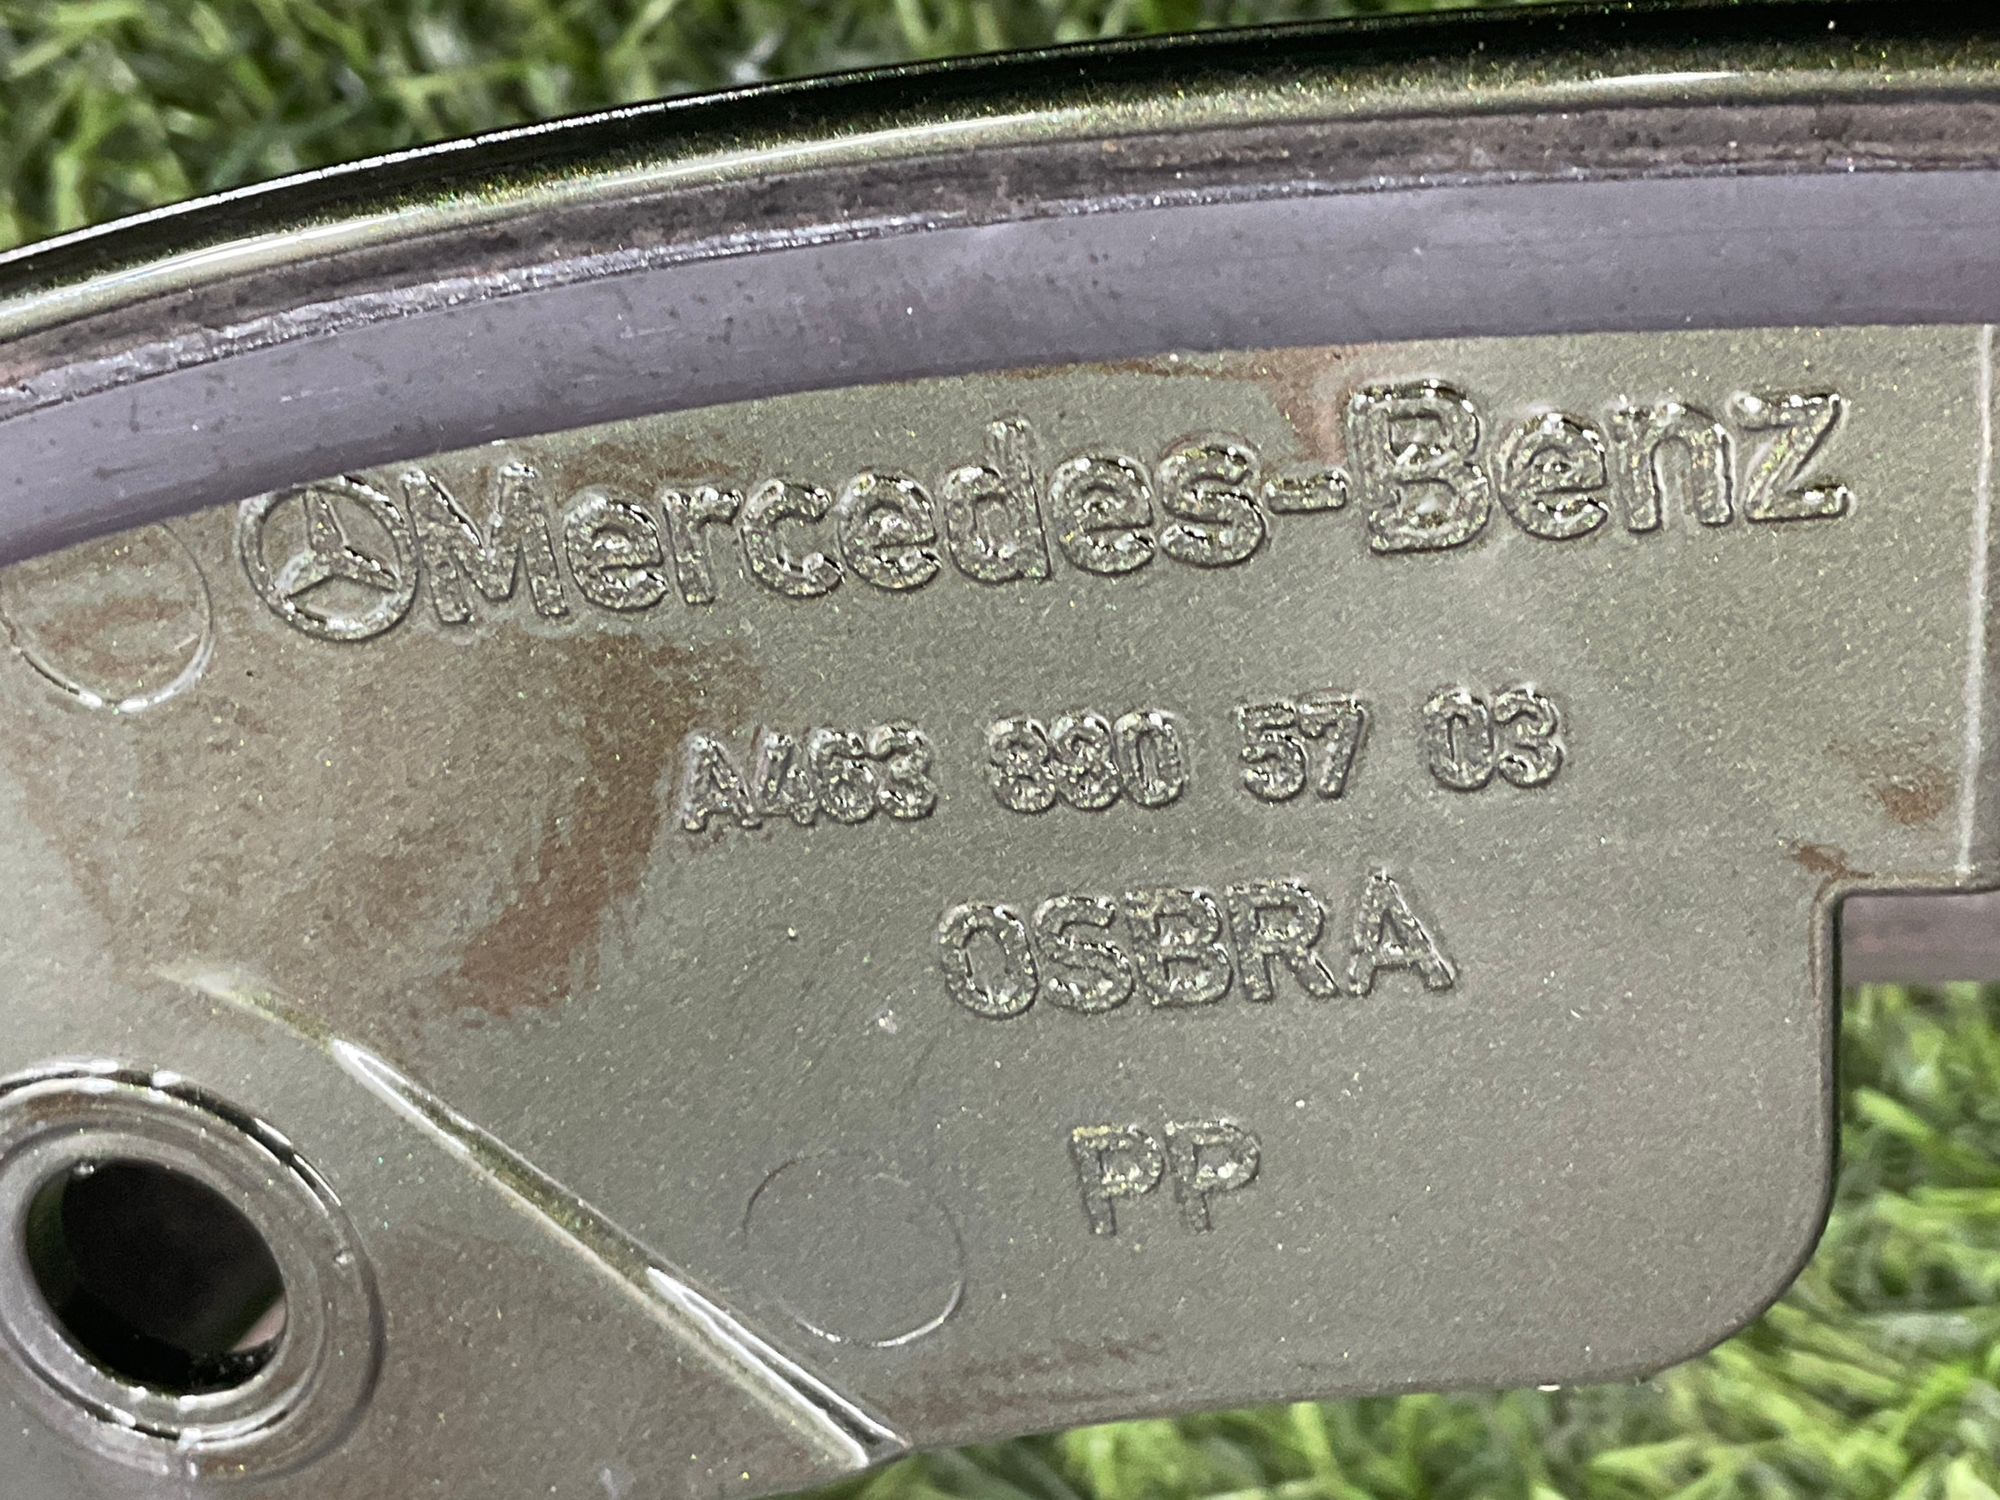 Mercedes-Benz
A463 880 57 03
OSBRA
PP